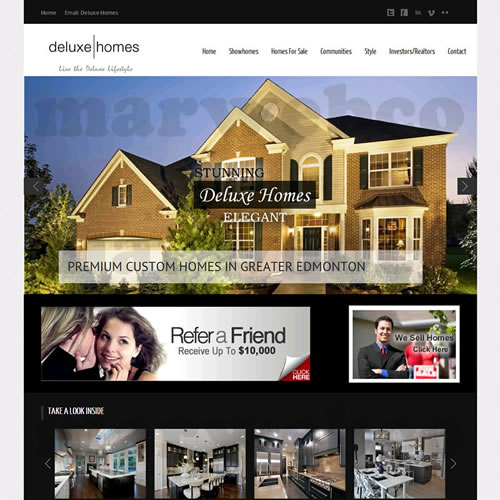 Home Email Deluxe Homes
in
deluxe homes
Live the Deluxe Lifestyle
Home Showhomes Homes For Sale Communities Style Investors/Realtors Contact
marwebco
STUNNING
Deluxe Homes
ELEGANT
PREMIUM CUSTOM HOMES IN GREATER EDMONTON
Refer a Friend
Receive Up To $10,000
CLICK
HERE
We Sell Homes
Click Here
TAKE A LOOK INSIDE